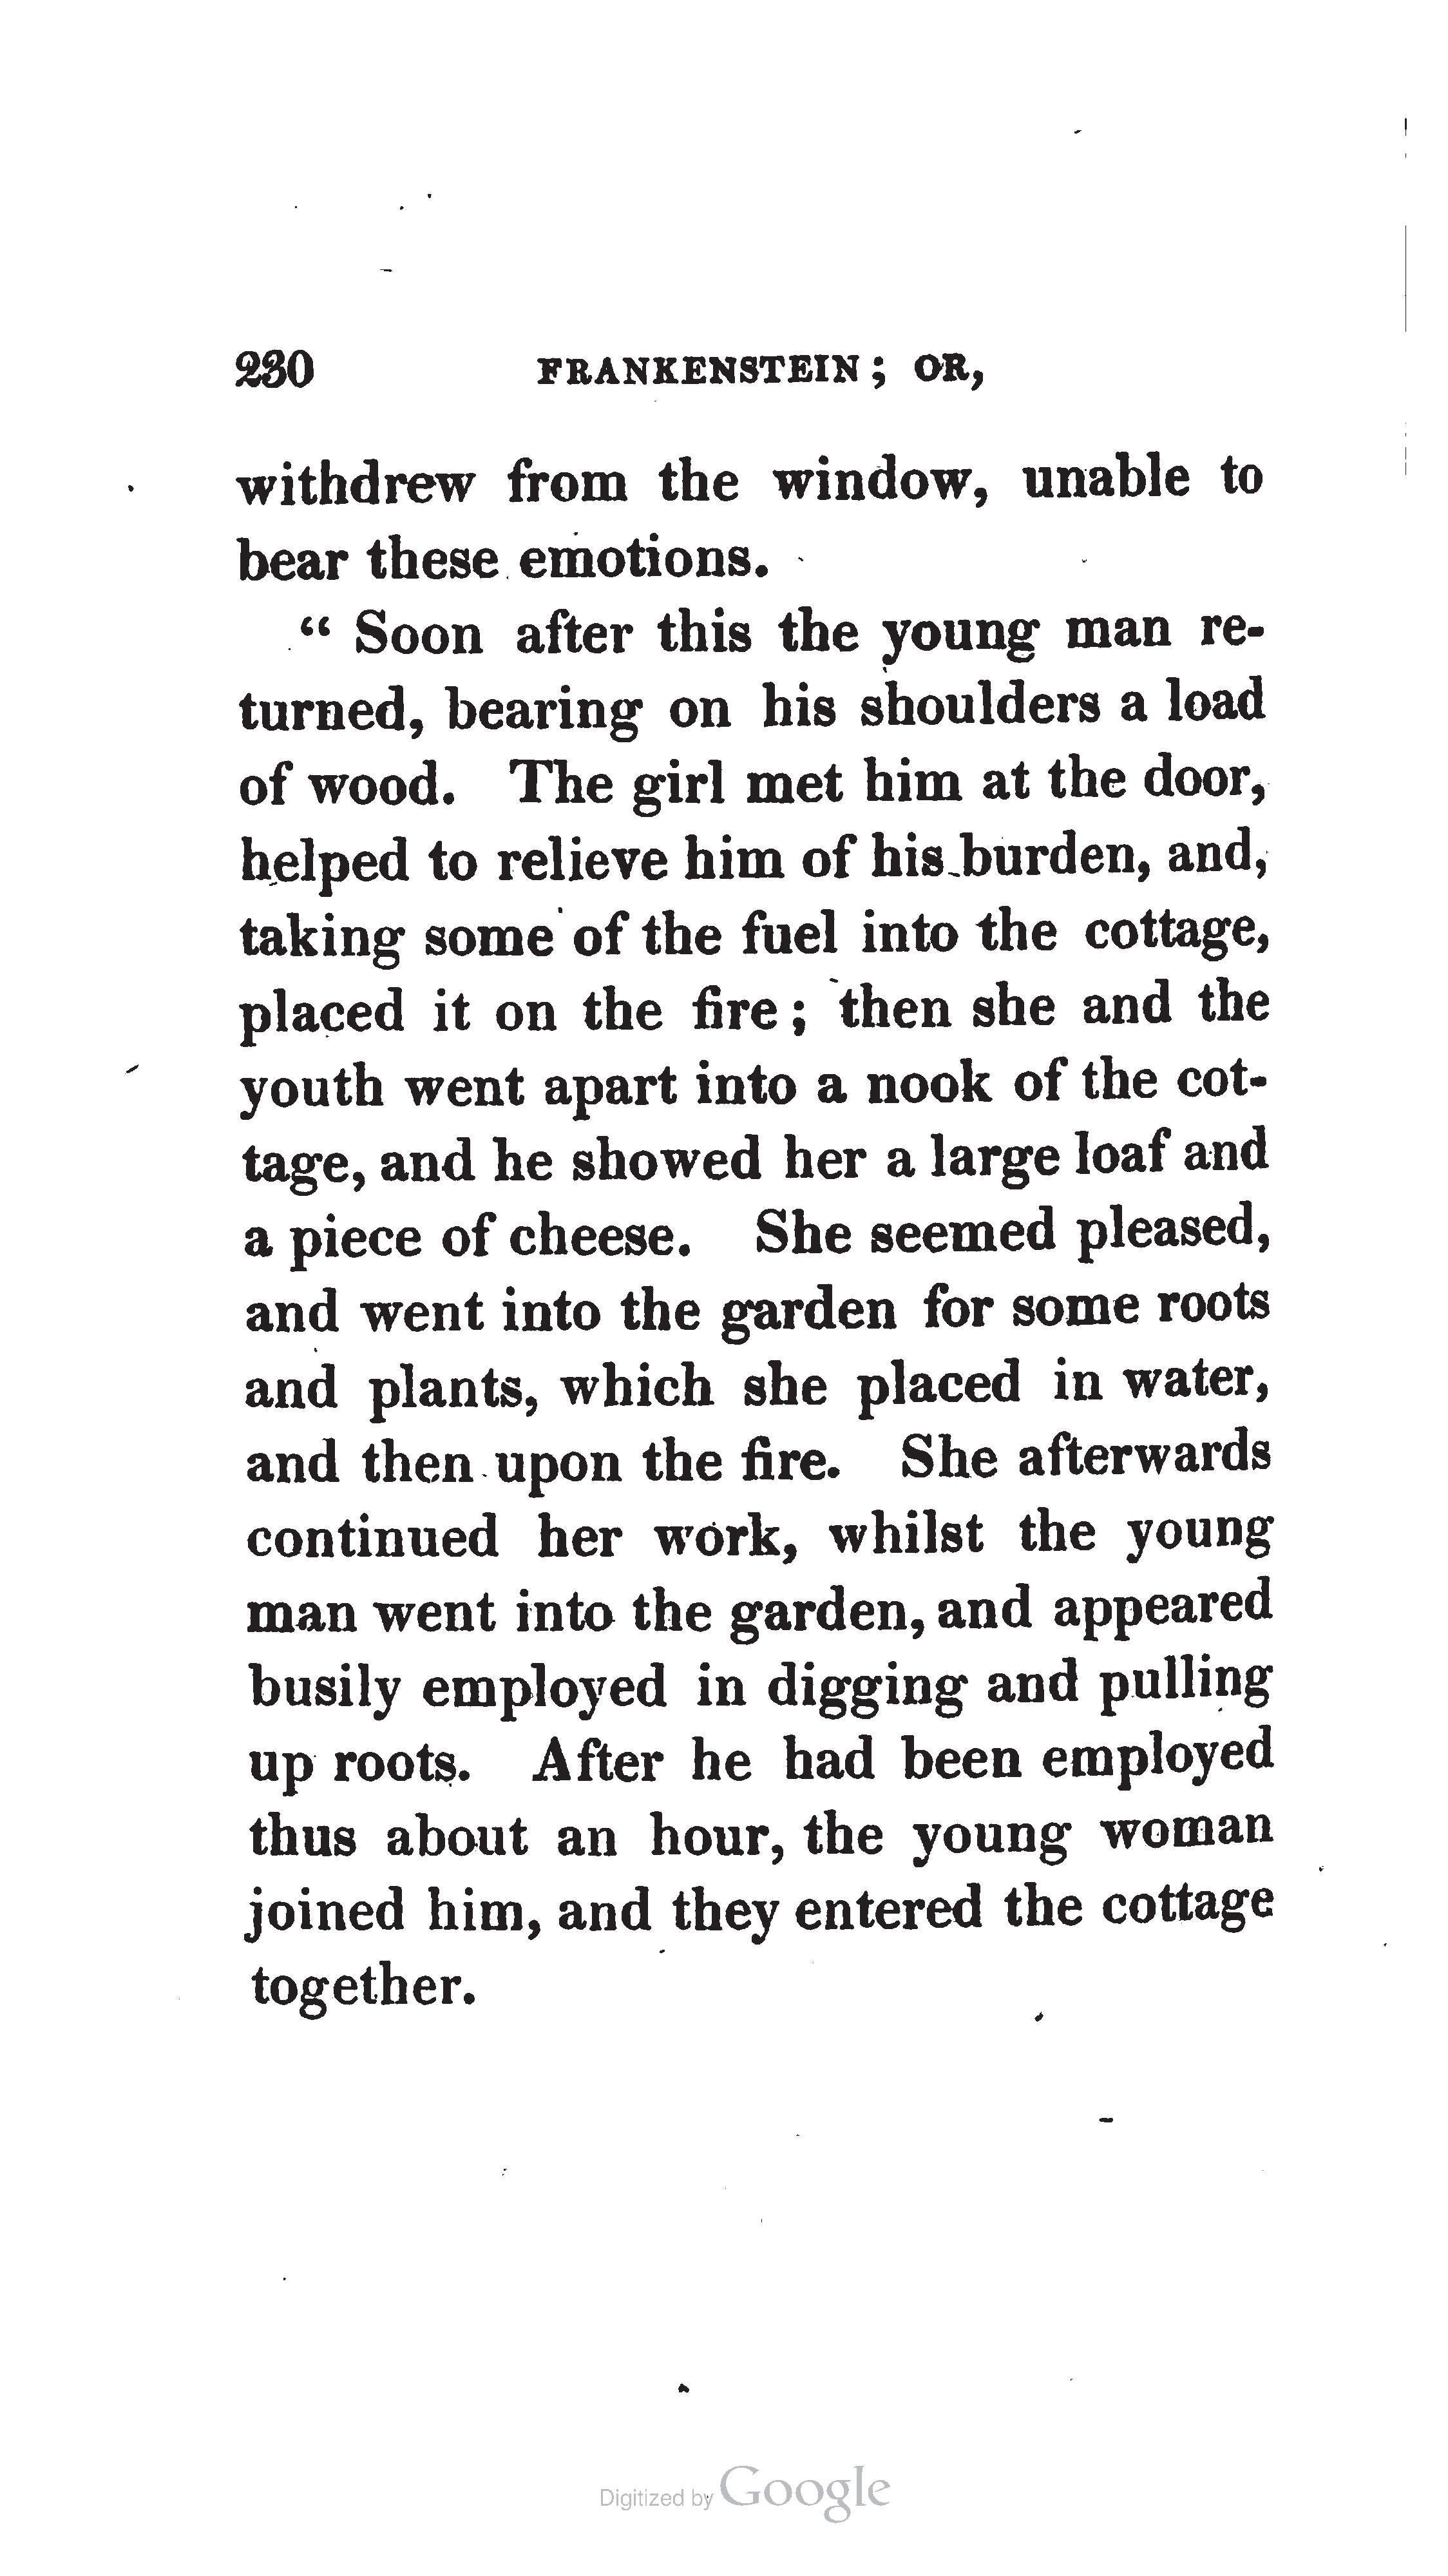 230 FRANKENSTEIN; OR,
withdrew from the window, unable to
bear these emotions.
“ Soon after this the young man re-
turned, bearing on his shoulders a load
of wood. The girl met him at the door,
helped to relieve him of his burden, and,
taking some of the fuel into the cottage,
placed it on the fire; then she and the
youth went apart into a nook of the cot-
tage, and he showed her a large loaf and
a piece of cheese. She seemed pleased,
and went into the garden for some roots
and plants, which she placed in water,
and then upon the fire. She afterwards
continued her work, whilst the young
man went into the garden, and appeared
busily employed in digging and pulling
up roots. After he had been employed
thus about an hour, the young woman
joined him, and they entered the cottage
together.
Digitized by Google